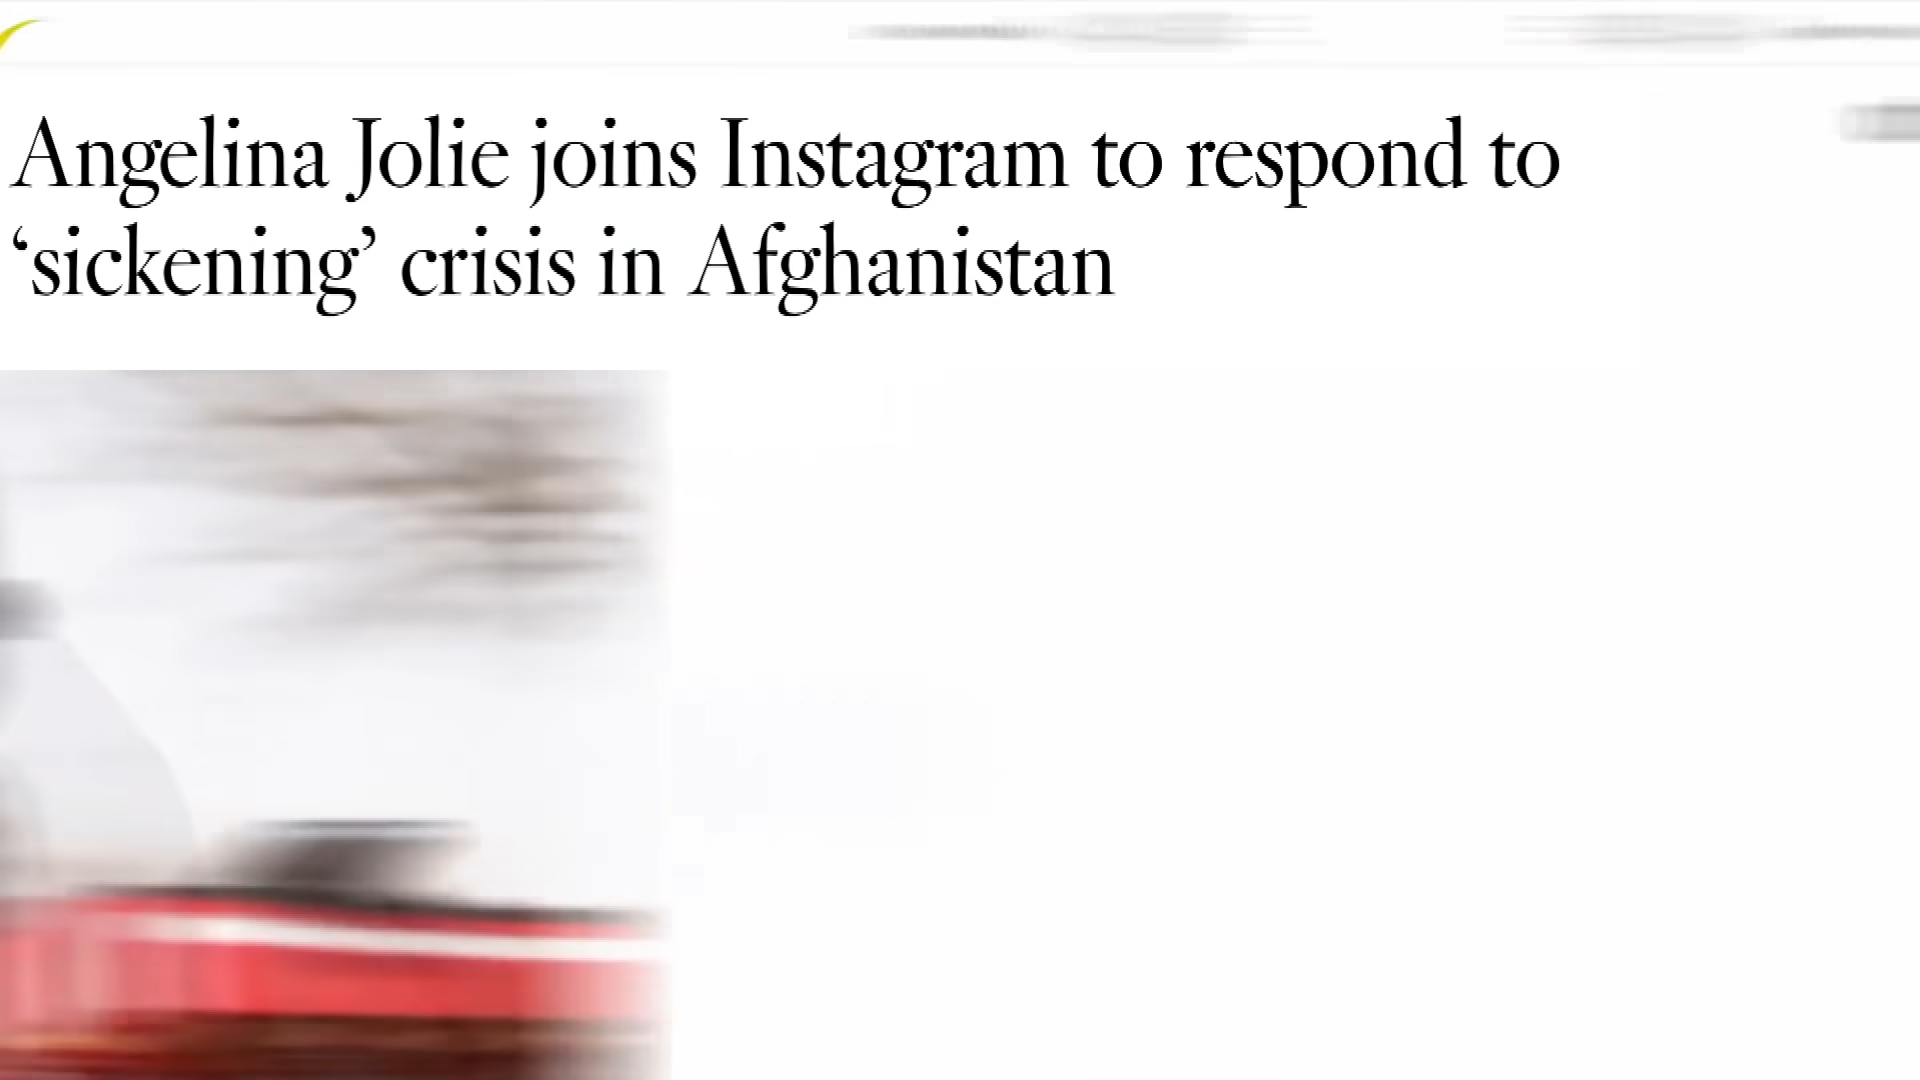 Angelina Jolie joins Instagram to respond to
‘sickening’ crisis in Afghanistan